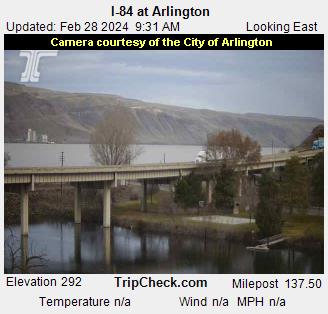 I-84 at Arlington
Updated: Feb 28 2024 9:31 AM Looking East
Camera courtesy of the City of Arlington
Elevation 292 TripCheck.com Milepost 137.50
Temperature n/a Wind n/a MPH n/a